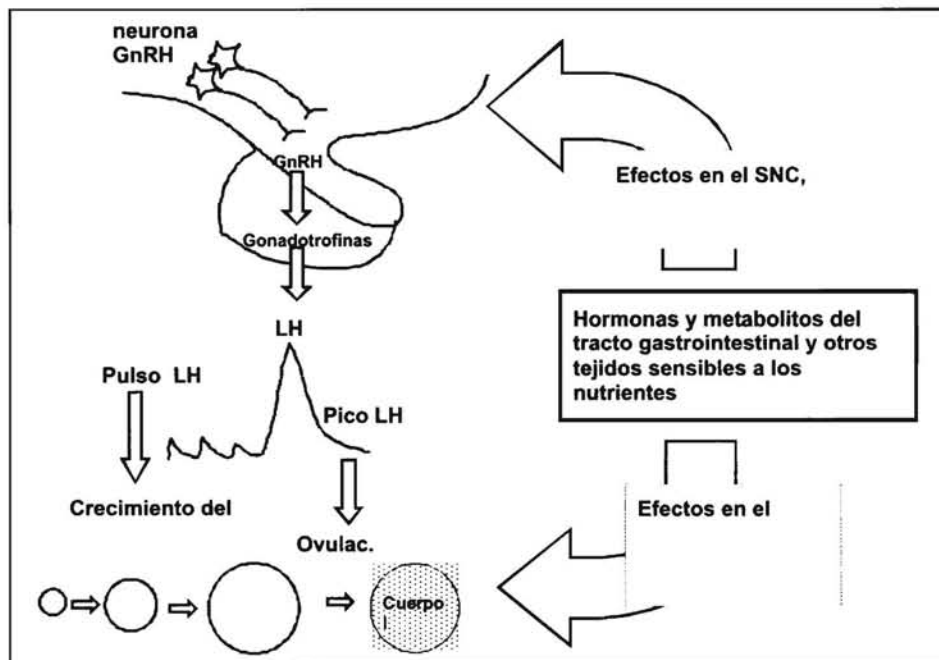 neurona
GnRH
GnRH
Gonadotrofinas
LH
Pulso LH
Pico LH
Crecimiento del
Ovulac.
Cuerpo
l
Efectos en el SNC,
Hormonas y metabolitos del
tracto gastrointestinal y otros
tejidos sensibles a los
nutrientes
Efectos en el